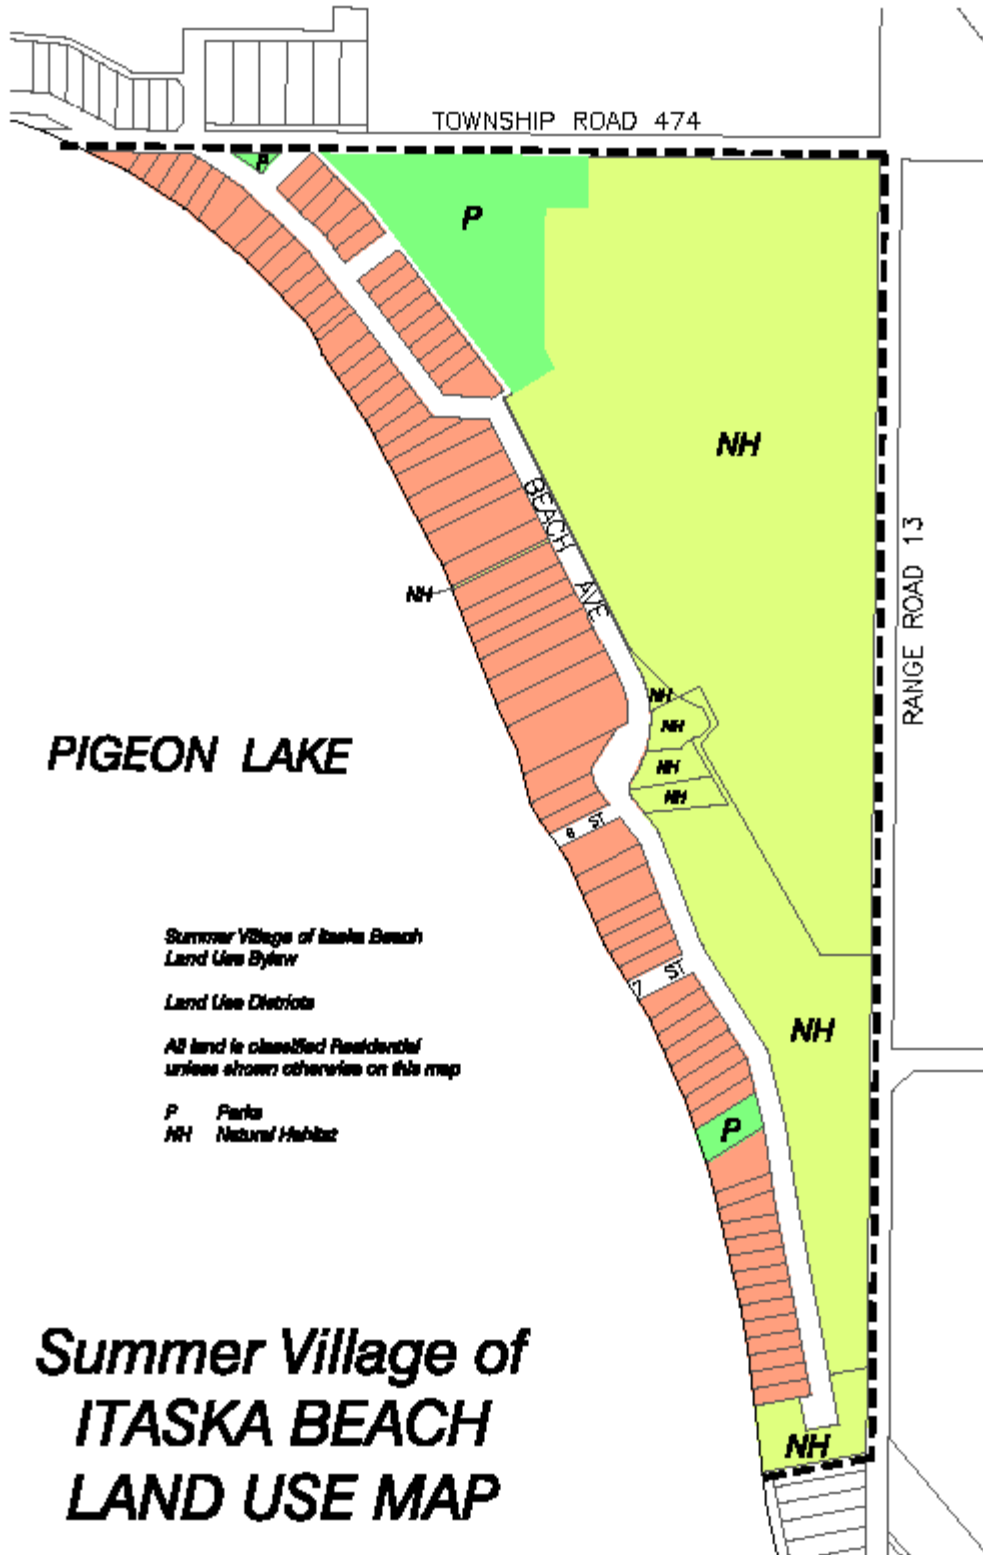 TOWNSHIP ROAD 474
P
P
NH
BEACH AVE
NH
RANGE ROAD 13
NH
NH
NH
NH
PIGEON LAKE
6 ST
Summer Village of Itaska Beach
Land Use Bylaw
7 ST
Land Use Districts
NH
All land is classified Residential
unless shown otherwise on this map
P Parks
NH Natural Habitat
P
Summer Village of
ITASKA BEACH
LAND USE MAP
NH